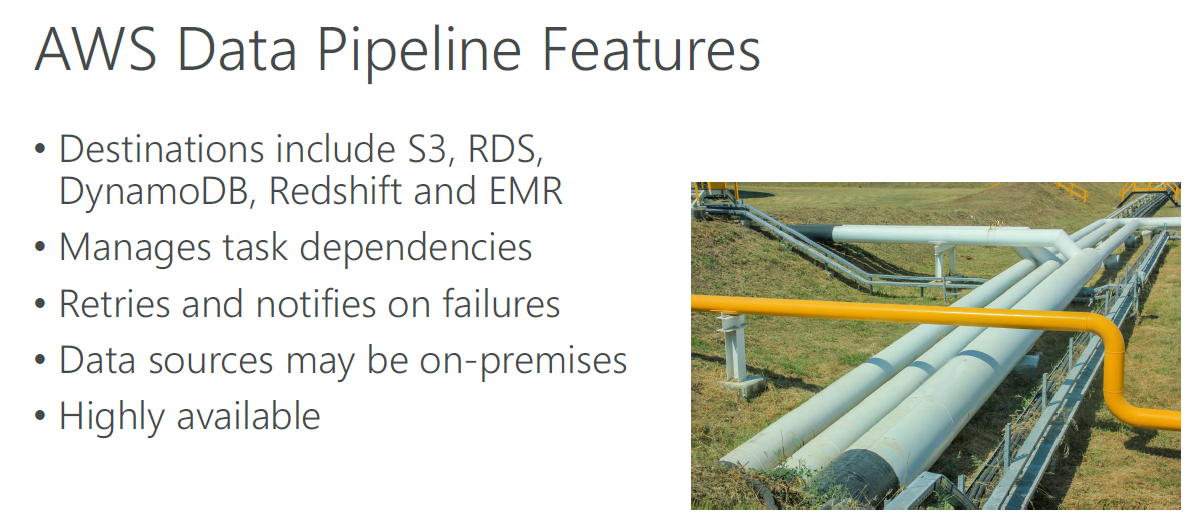 AWS Data Pipeline Features
• Destinations include S3, RDS,
DynamoDB, Redshift and EMR
• Manages task dependencies
• Retries and notifies on failures
• Data sources may be on-premises
• Highly available